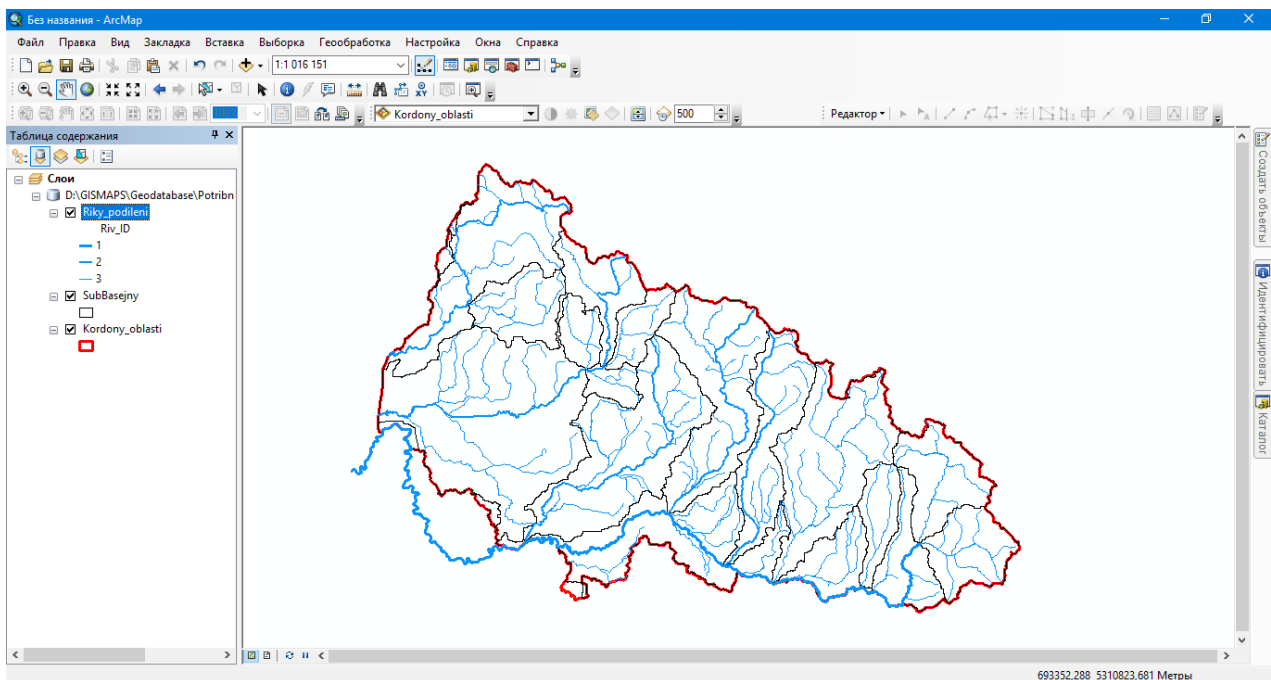 Без названия - ArcMap
Файл Правка Вид Закладка Вставка Выборка Геообработка Настройка Окна Справка
1:1 016 151
Kordony_oblasti 500 Редактор
Таблица содержания
Слои
D:\GISMAPS\Geodatabase\Potribn
Riky_podileni
Riv_ID
1
2
3
SubBasejny
Kordony_oblasti
Создать объекты
Идентифицировать
Каталог
693352,288 5310823,681 Метры